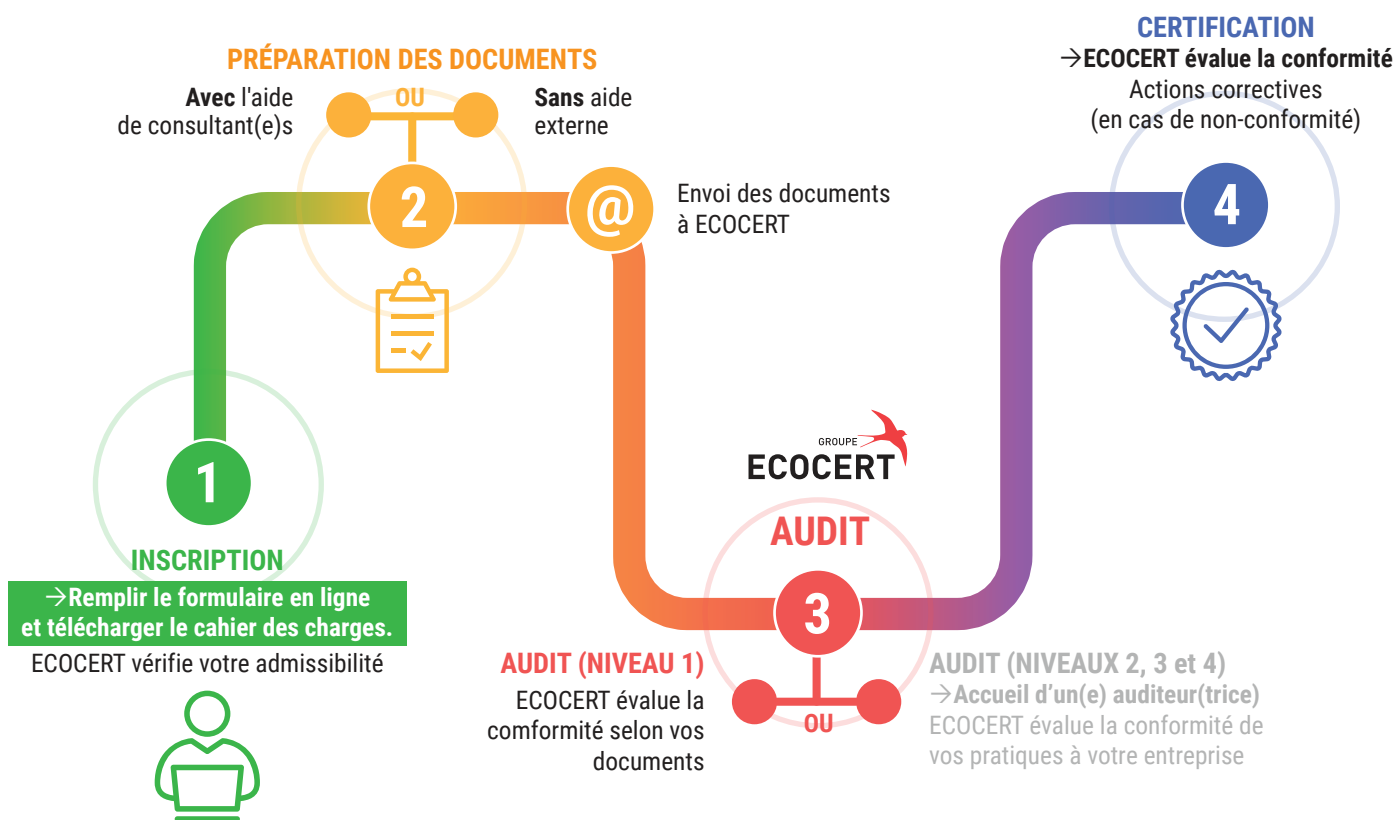 PRÉPARATION DES DOCUMENTS
Avec l'aide
de consultant(e)s
OU
Sans aide
externe
2
@
Envoi des documents
à ECOCERT
CERTIFICATION
→ECOCERT évalue la conformité
Actions correctives
(en cas de non-conformité)
4
1
INSCRIPTION
→Remplir le formulaire en ligne
et télécharger le cahier des charges.
ECOCERT vérifie votre admissibilité
GROUPE
ECOCERT
AUDIT
3
OU
AUDIT (NIVEAU 1)
ECOCERT évalue la
comformité selon vos
documents
AUDIT (NIVEAUX 2, 3 et 4)
→Accueil d’un(e) auditeur(trice)
ECOCERT évalue la conformité de
vos pratiques à votre entreprise